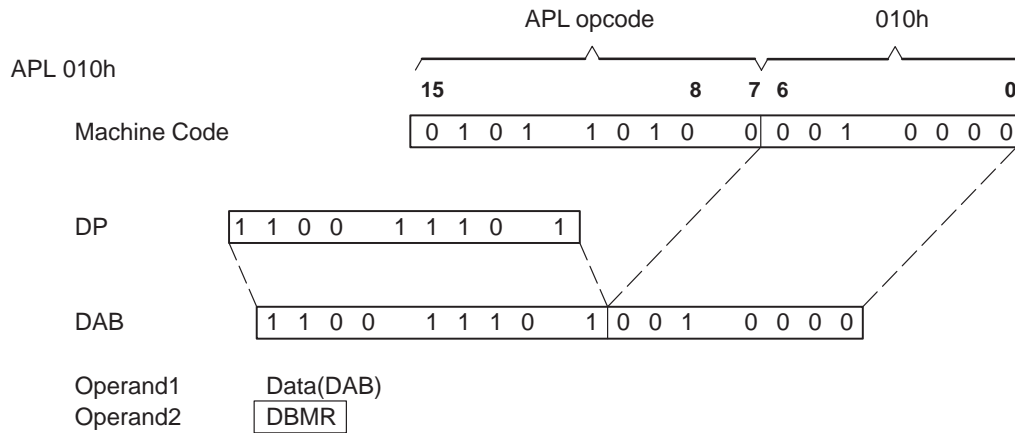 APL opcode 010h
APL 010h
15 8 7 6 0
Machine Code 0 1 0 1 1 0 1 0 0 0 0 1 0 0 0 0
DP 1 1 0 0 1 1 1 0 1
DAB 1 1 0 0 1 1 1 0 1 0 0 1 0 0 0 0
Operand1 Data(DAB)
Operand2 DBMR